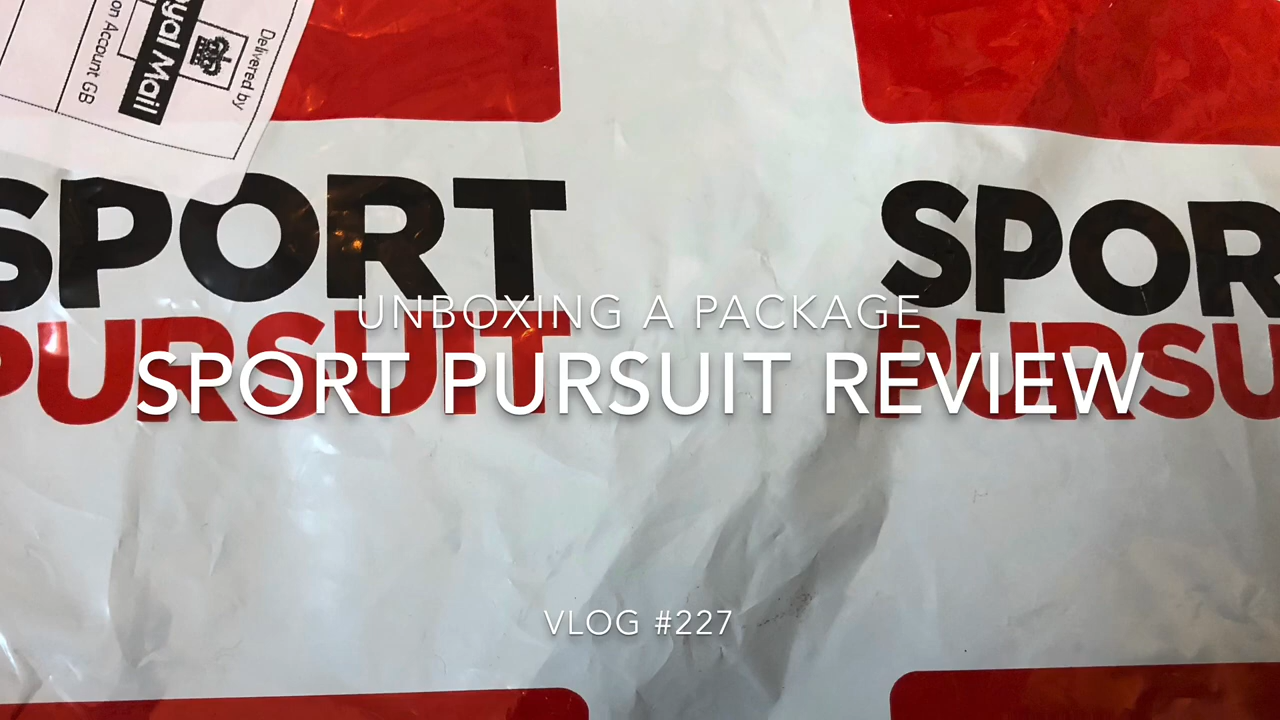 Delivered by
yal Mail
on Account GB
SPORT
PURSUIT
SPOR
PURSU
UNBOXING A PACKAGE
SPORT PURSUIT REVIEW
VLOG #227